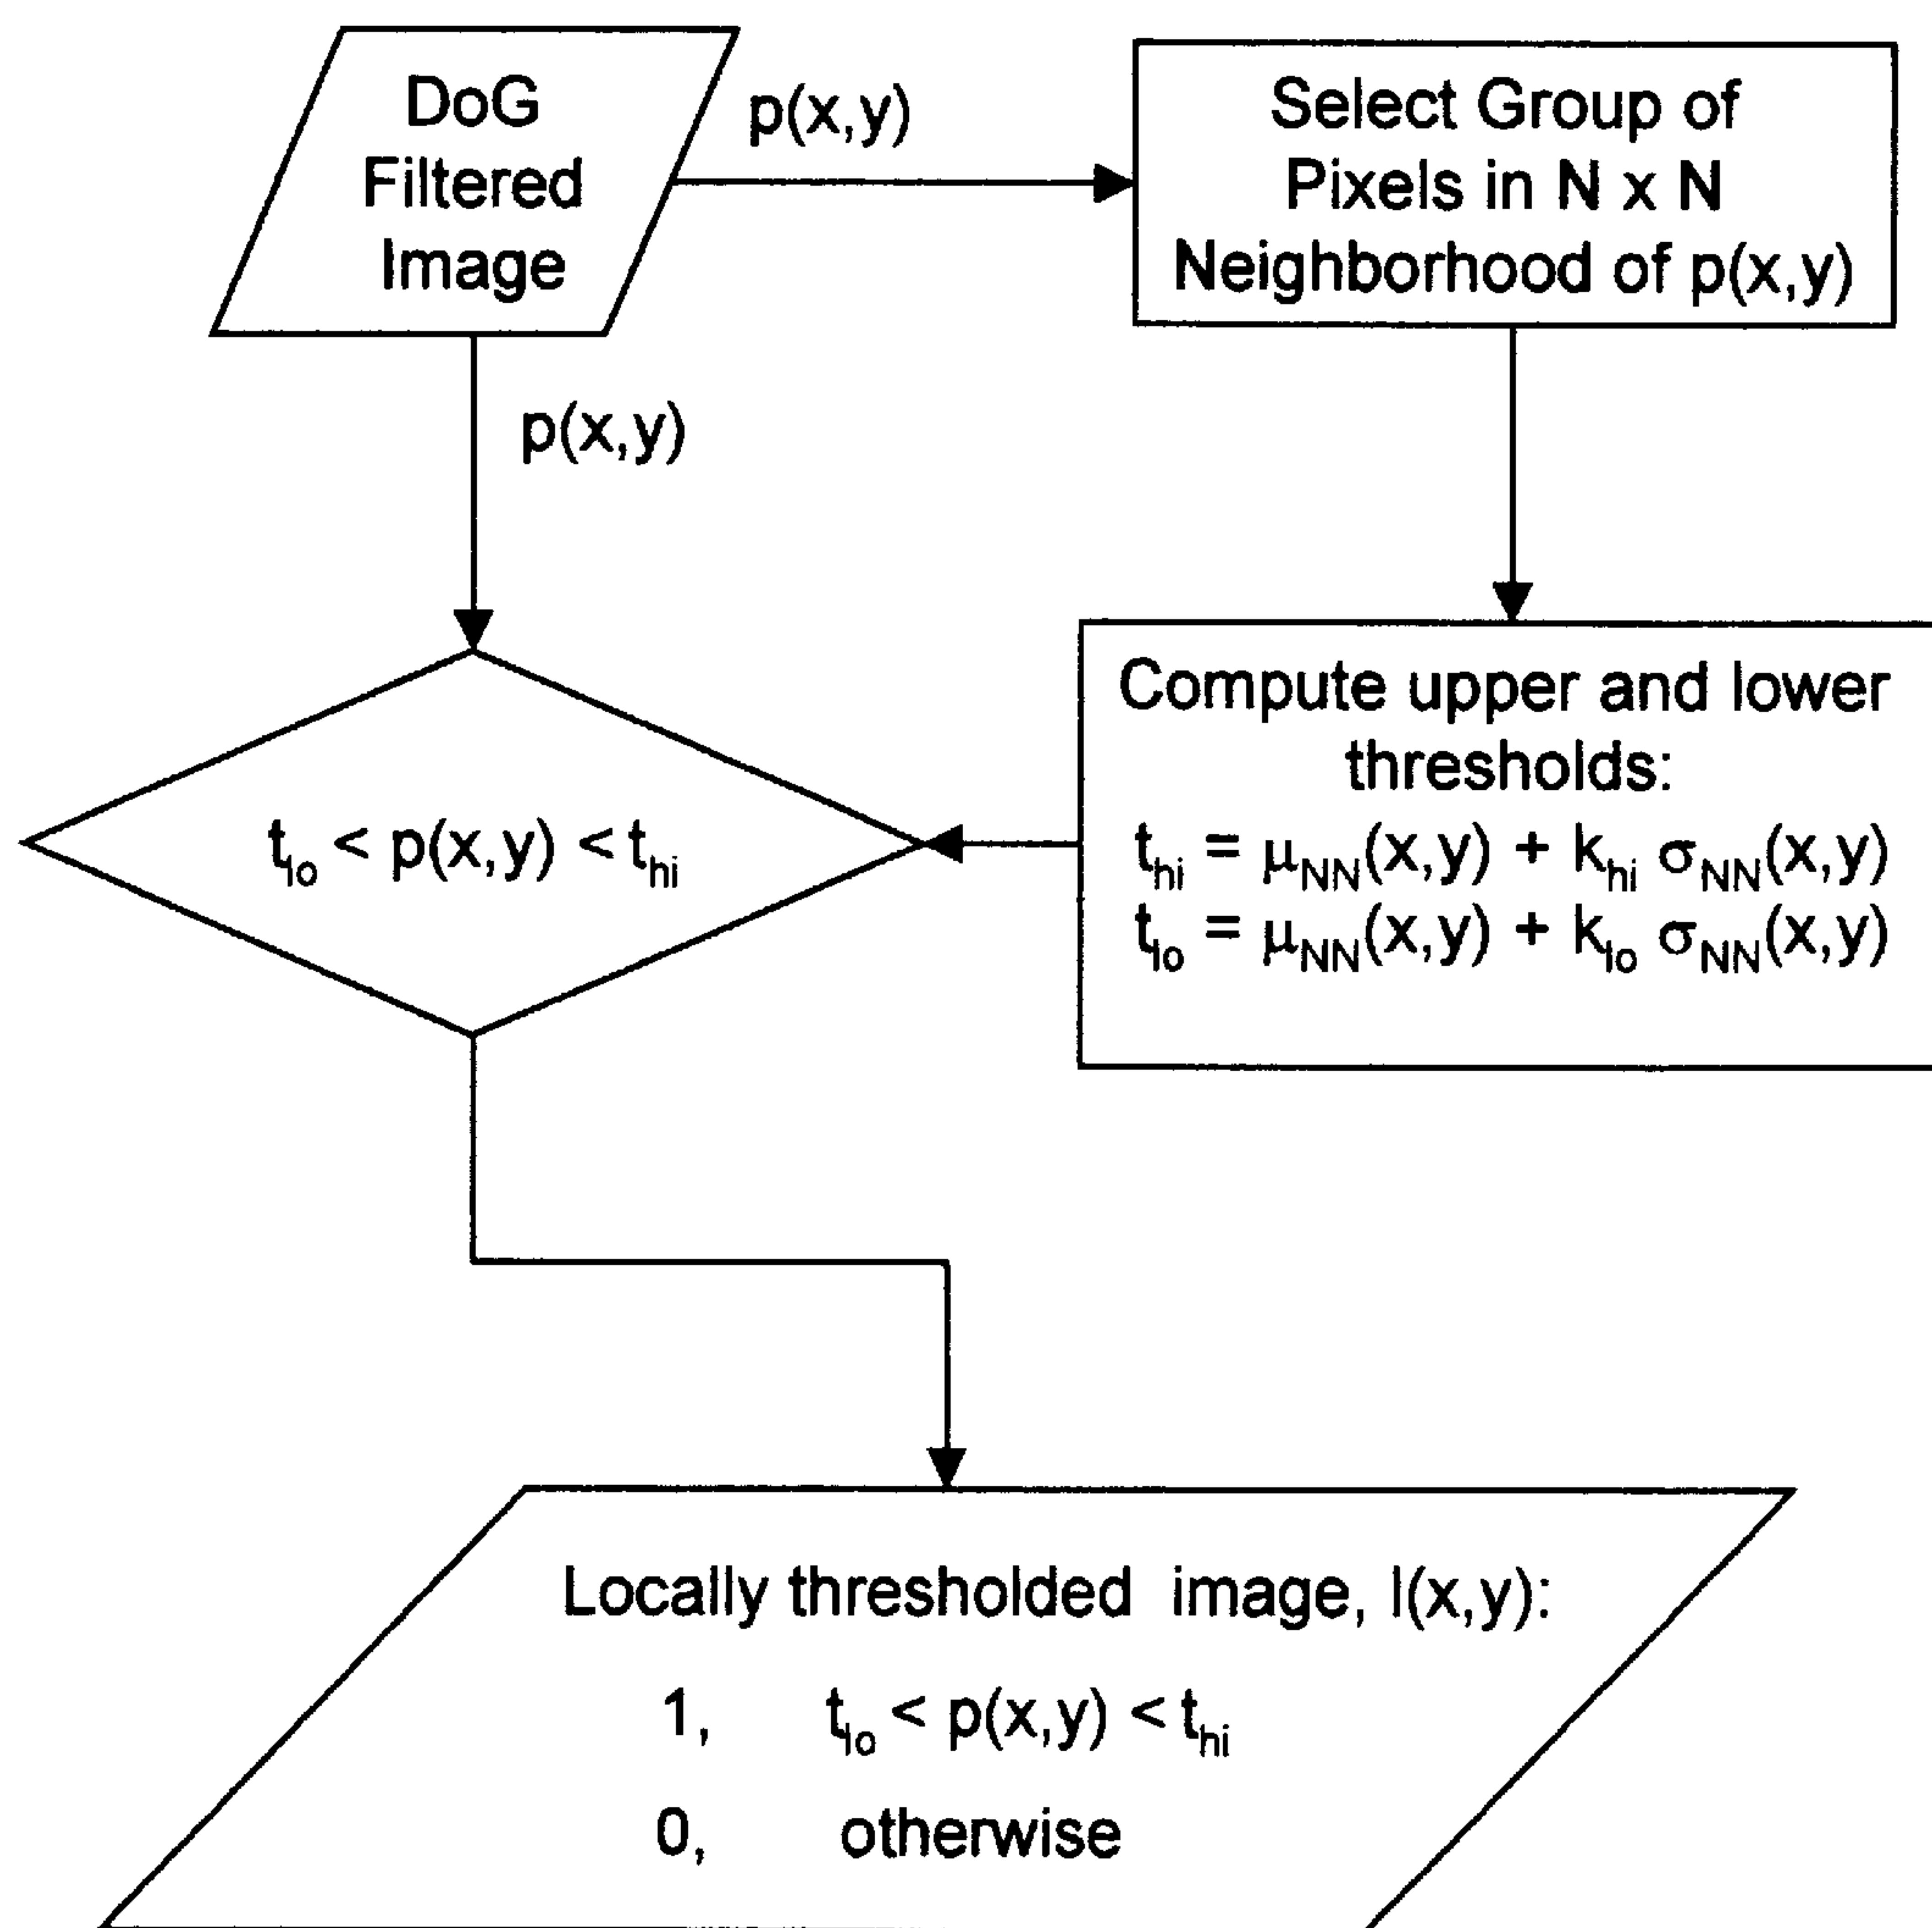 DoG
Filtered
Image
p(x,y)
Select Group of
Pixels in N x N
Neighborhood of p(x,y)
p(x,y)
Compute upper and lower
thresholds:
t_hi = μ_NN(x,y) + k_hi σ_NN(x,y)
t_lo = μ_NN(x,y) + k_lo σ_NN(x,y)
t_lo < p(x,y) < t_hi
Locally thresholded image, I(x,y):
1, t_lo < p(x,y) < t_hi
0, otherwise